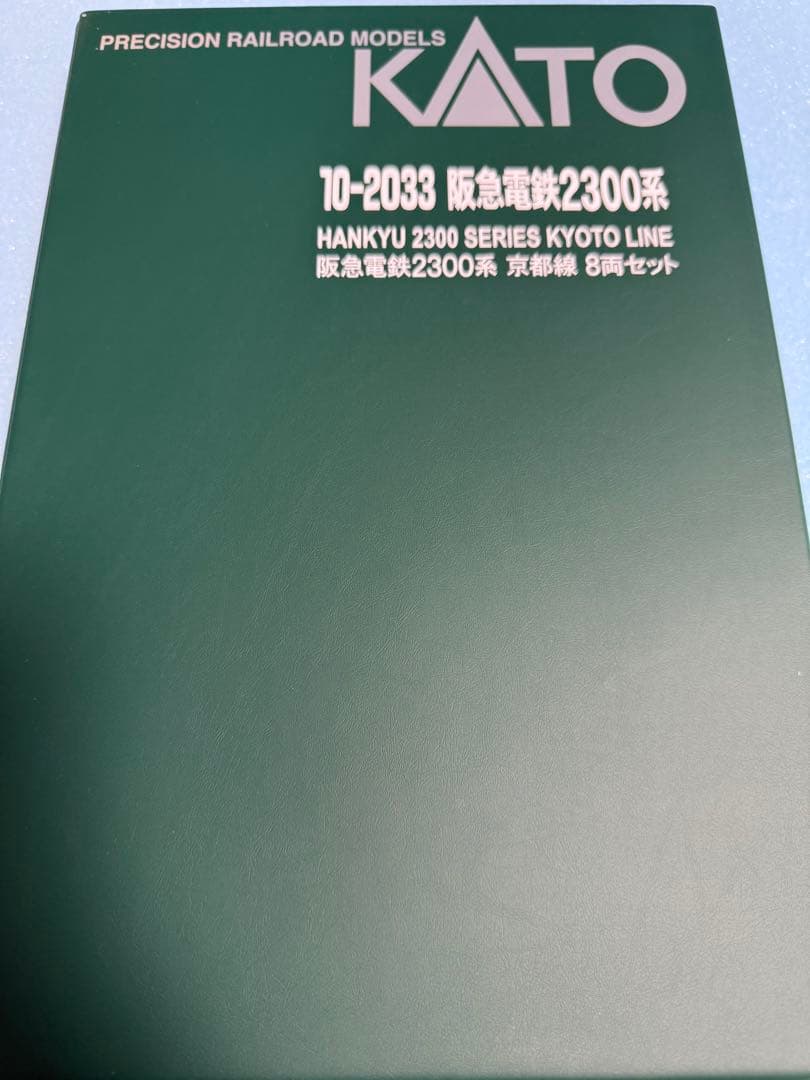 PRECISION RAILROAD MODELS
KATO
10-2033 阪急電鉄2300系
HANKYU 2300 SERIES KYOTO LINE
阪急電鉄2300系 京都線 8両セット